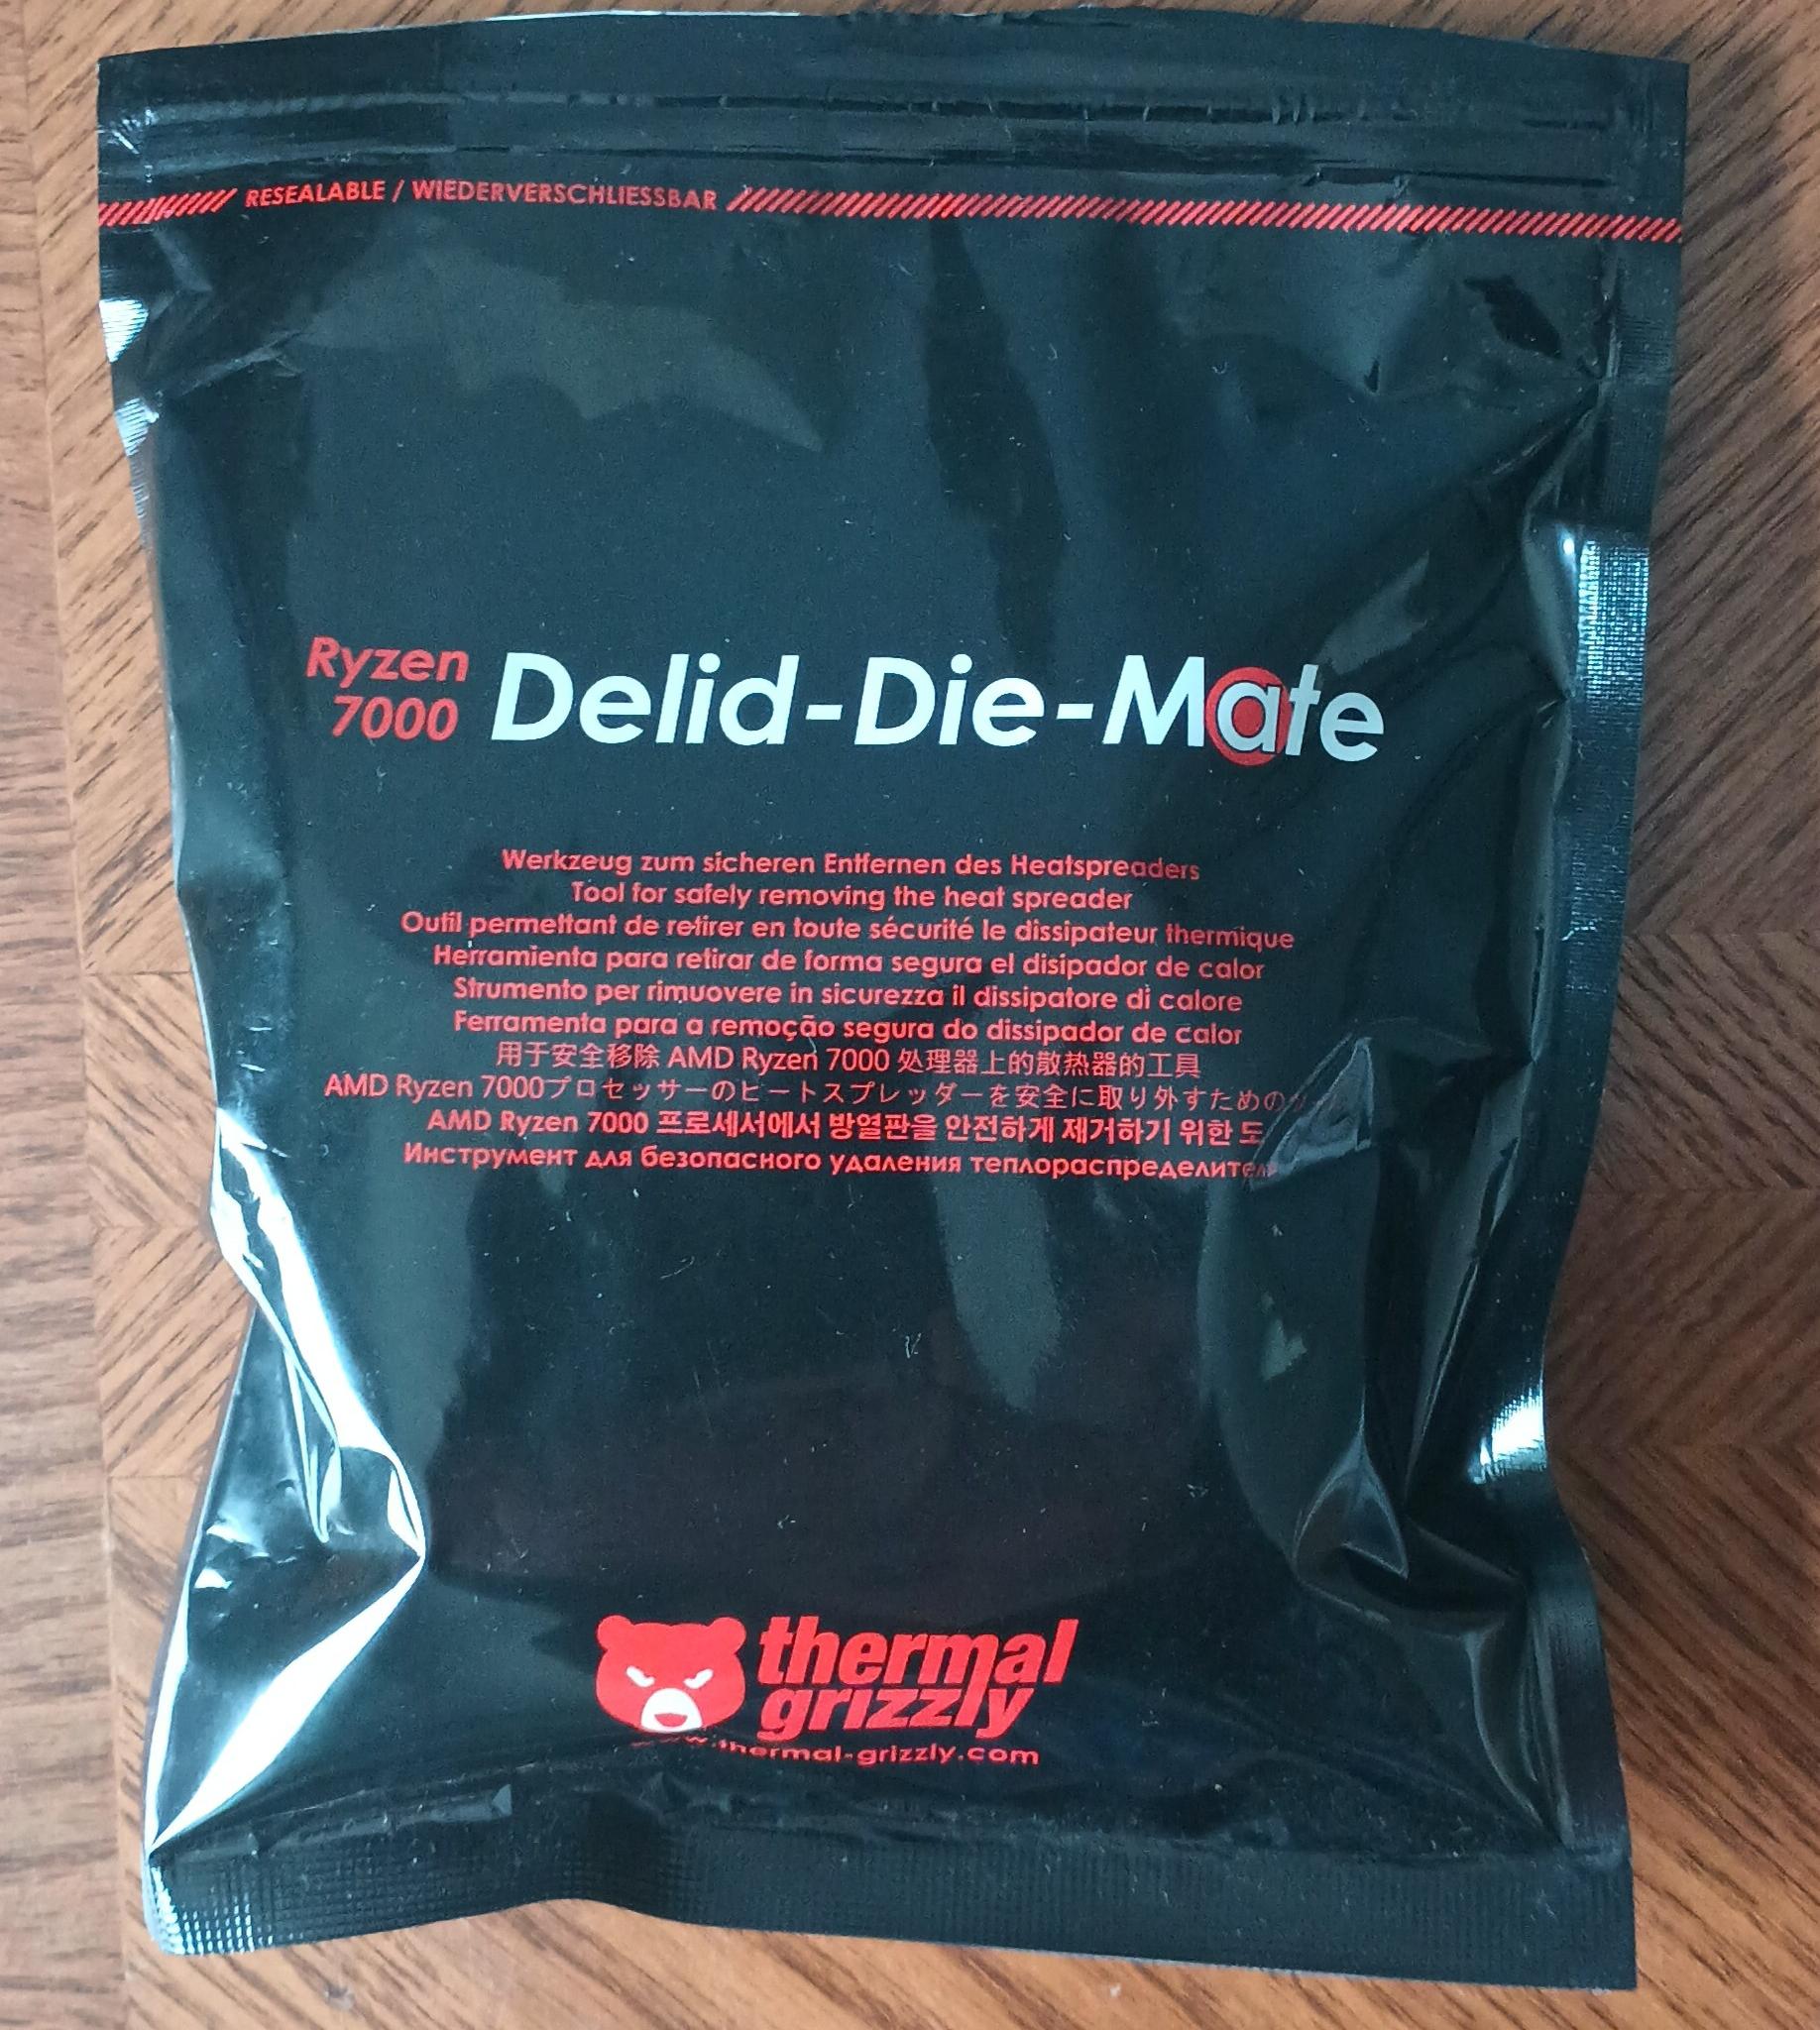 RESEALABLE / WIEDERVERSCHLIESSBAR
Ryzen
7000
Delid-Die-Mate
Werkzeug zum sicheren Entfernen des Heatspreaders
Tool for safely removing the heat spreader
Outil permettant de retirer en toute sécurité le dissipateur thermique
Herramienta para retirar de forma segura el disipador de calor
Strumento per rimuovere in sicurezza il dissipatore di calore
Ferramenta para a remoção segura do dissipador de calor
用于安全移除 AMD Ryzen 7000 处理器上的散热器的工具
AMD Ryzen 7000プロセッサーのヒートスプレッダーを安全に取り外すための
AMD Ryzen 7000 프로세서에서 방열판을 안전하게 제거하기 위한
Инструмент для безопасного удаления
thermal
grizzly
www.thermal-grizzly.com